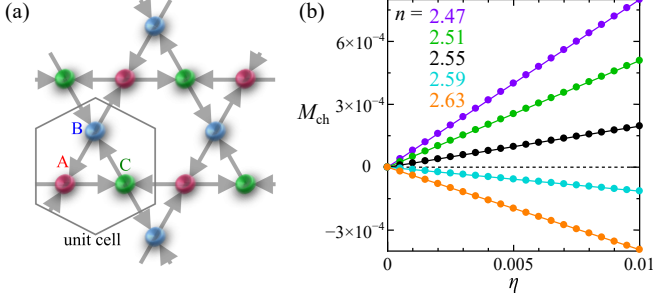 (a)
B
A
C
unit cell
(b)
n = 2.47
2.51
2.55
2.59
2.63
6×10⁻⁴
3×10⁻⁴
0
−3×10⁻⁴
M_ch
0
0.005
0.01
η